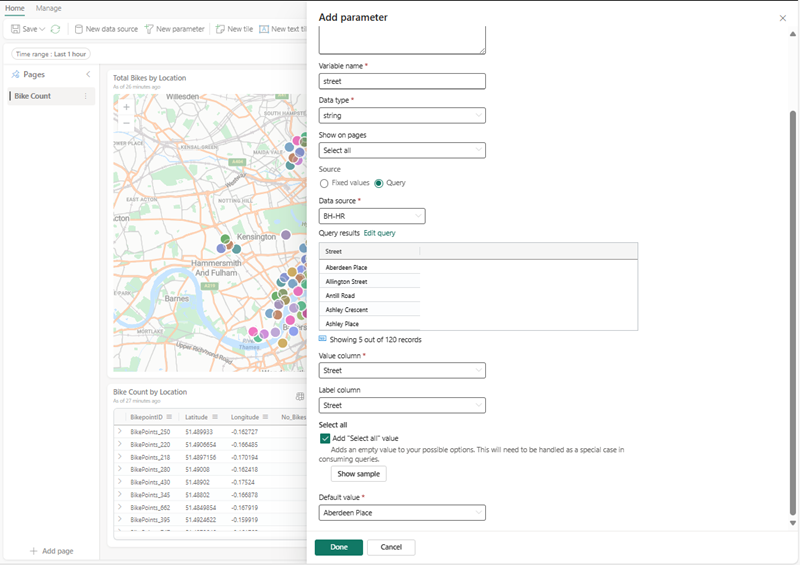 Home
Manage
Save
New data source
New parameter
New tile
New text tile
Time range : Last 1 hour
Pages
Bike Count
Add page
Total Bikes by Location
As of 26 minutes ago
Willesden
SOUTH HAMPSTEAD
MAIDA VALE
KENSAL GREEN
Westway
NOTTING HILL
EAST ACTON
Kensington
Hammersmith
And Fulham
Barnes
MORTLAKE
Upper Richmond Road
Thames
Bike Count by Location
As of 27 minutes ago
BikepointID
Latitude
Longitude
No_Bikes
BikePoints_250
51.489933
-0.162727
BikePoints_220
51.4906654
-0.166485
BikePoints_218
51.4897156
-0.170194
BikePoints_280
51.49008
-0.162418
BikePoints_430
51.48902
-0.17524
BikePoints_345
51.48802
-0.166878
BikePoints_662
51.4849854
-0.167919
BikePoints_395
51.4924622
-0.159919
Add parameter
Variable name *
street
Data type *
string
Show on pages
Select all
Source
Fixed values
Query
Data source *
BH-HR
Query results
Edit query
Street
Aberdeen Place
Allington Street
Antill Road
Ashley Crescent
Ashley Place
Showing 5 out of 120 records
Value column *
Street
Label column
Street
Select all
Add "Select all" value
Adds an empty value to your possible options. This will need to be handled as a special case in
consuming queries.
Show sample
Default value *
Aberdeen Place
Done
Cancel